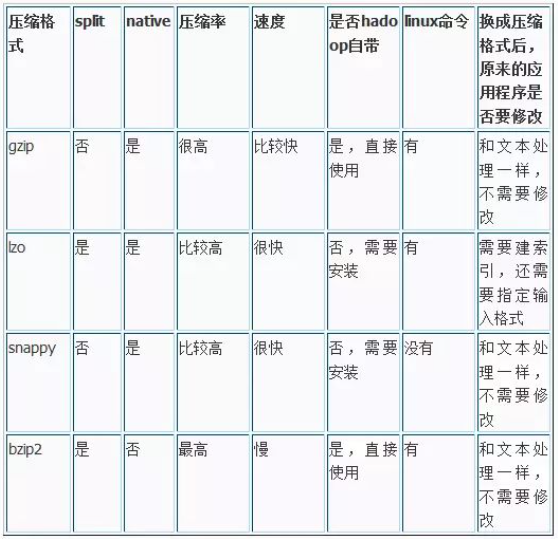 压缩格式 split native 压缩率 速度 是否hadoop自带 linux命令 换成压缩格式后，原来的应用程序是否要修改
gzip 否 是 很高 比较快 是，直接使用 有 和文本处理一样，不需要修改
lzo 是 是 比较高 很快 否，需要安装 有 需要建索引，还需要指定输入格式
snappy 否 是 比较高 很快 否，需要安装 没有 和文本处理一样，不需要修改
bzip2 是 否 最高 慢 是，直接使用 有 和文本处理一样，不需要修改